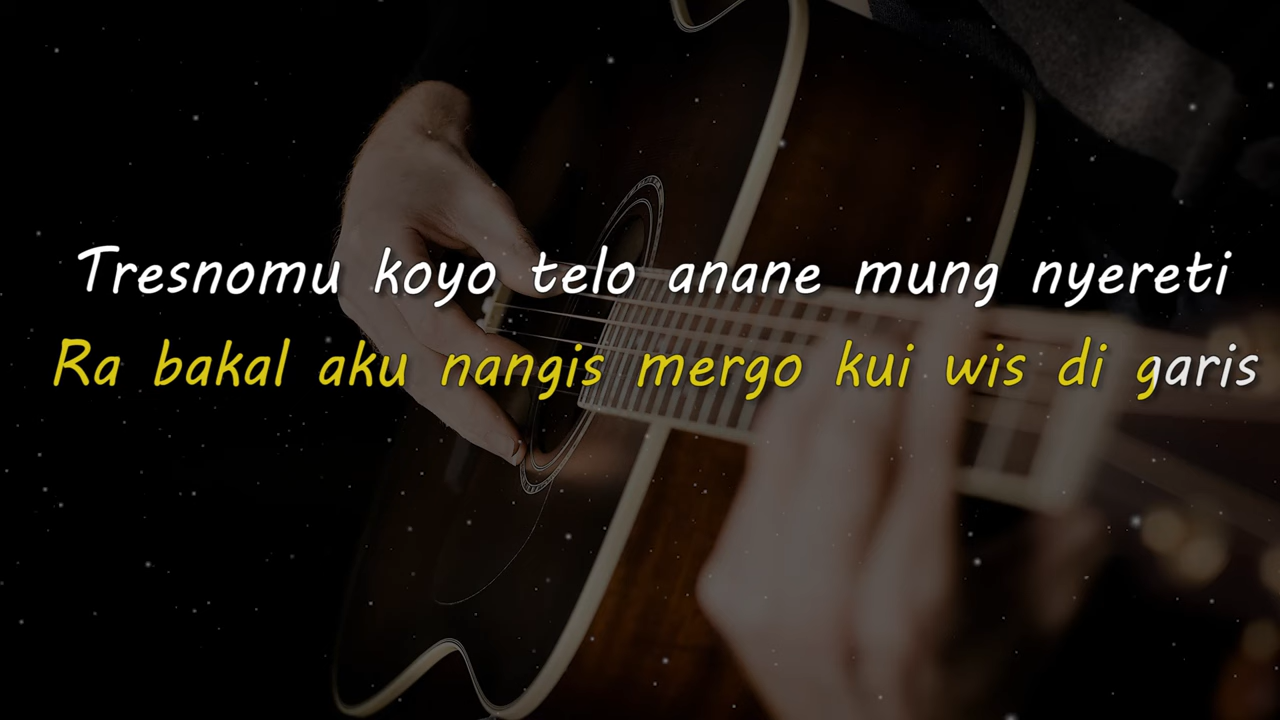 Tresnomu koyo telo anane mung nyereti
Ra bakal aku nangis mergo kui wis di garis